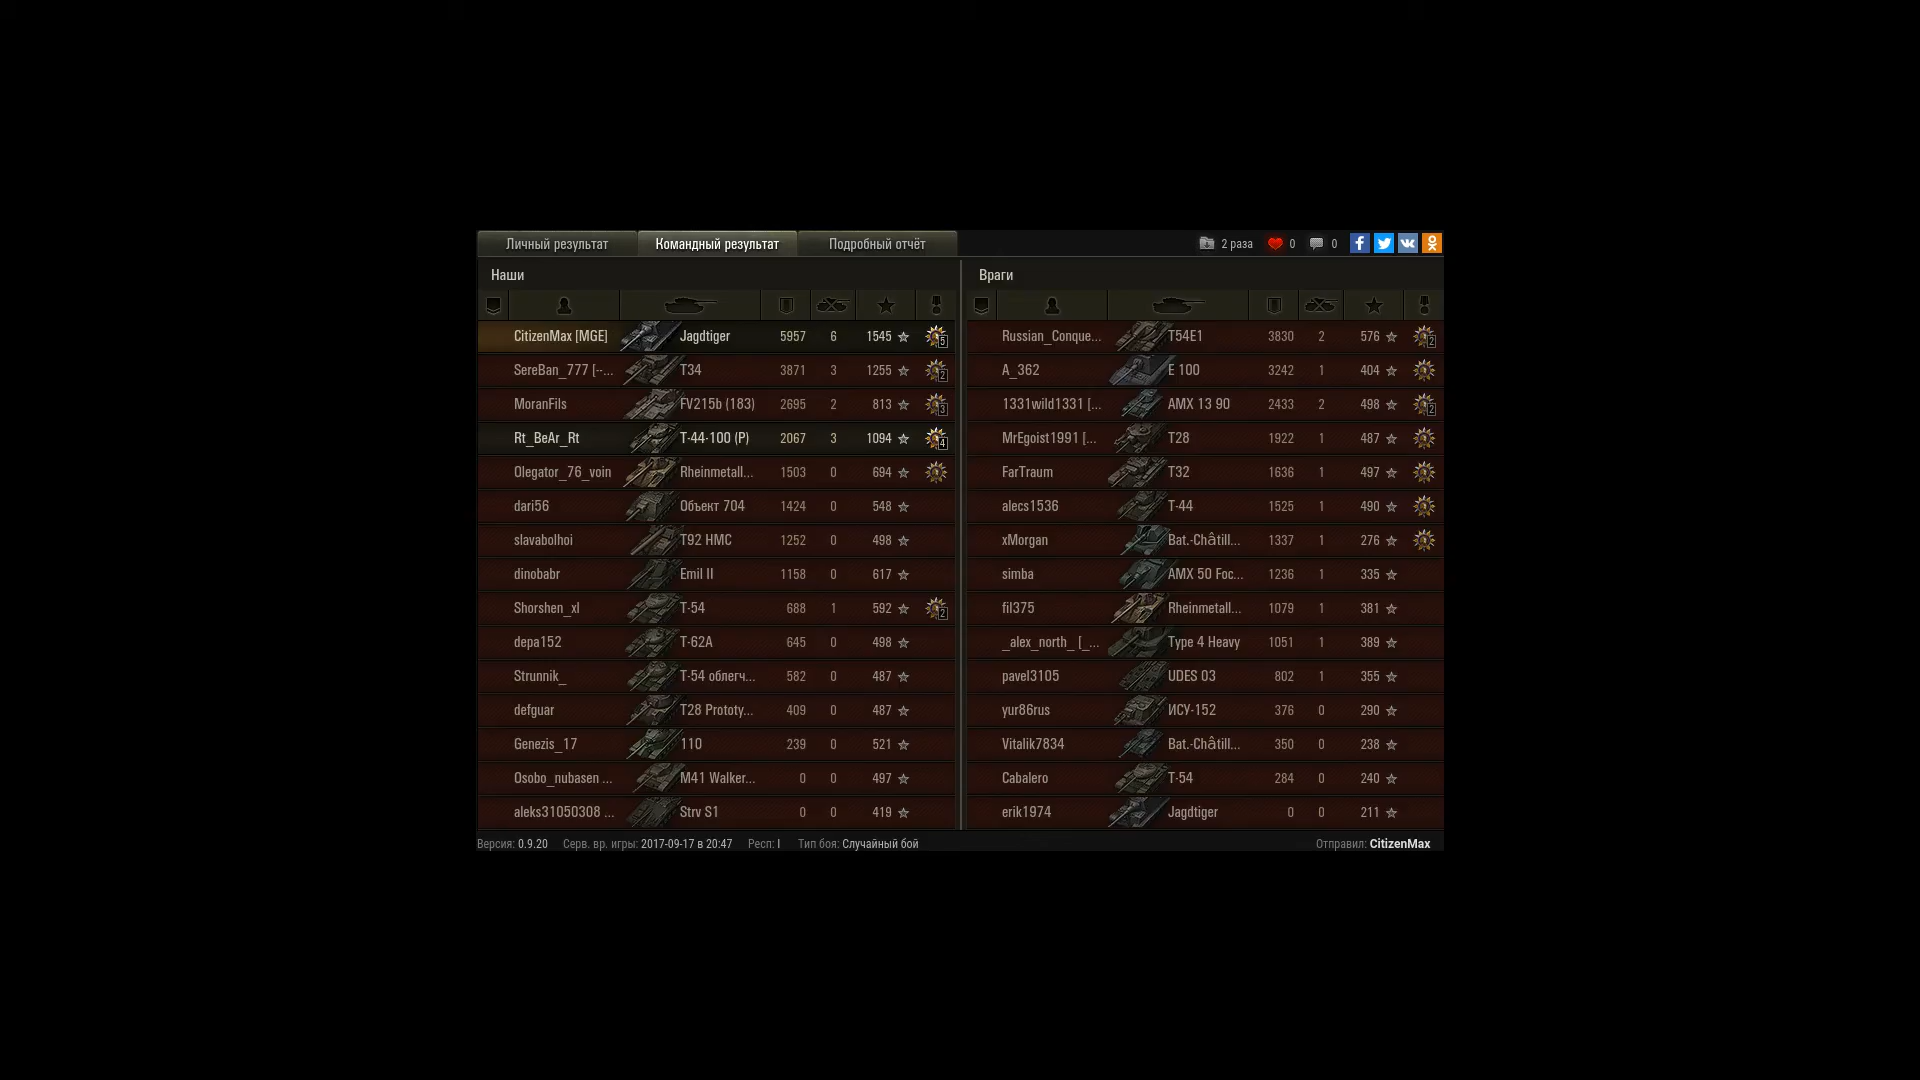 Личный результат Командный результат Подробный отчёт 2 раза 0 0
Наши Враги
CitizenMax [MGE] Jagdtiger 5957 6 1545 5 Russian_Conque... T54E1 3830 2 576 2
SereBan_777 [--... T34 3871 3 1255 2 A_362 E 100 3242 1 404
MoranFils FV215b (183) 2695 2 813 3 1331wild1331 [... AMX 13 90 2433 2 498 2
Rt_BeAr_Rt T-44-100 (P) 2067 3 1094 4 MrEgoist1991 [... T28 1922 1 487
Olegator_76_voin Rheinmetall... 1503 0 694 FarTraum T32 1636 1 497
dari56 Объект 704 1424 0 548 alecs1536 T-44 1525 1 490
slavabolhoi T92 HMC 1252 0 498 xMorgan Bat.-Châtill... 1337 1 276
dinobabr Emil II 1158 0 617 simba AMX 50 Foc... 1236 1 335
Shorshen_xl T-54 688 1 592 2 fil375 Rheinmetall... 1079 1 381
depa152 T-62A 645 0 498 _alex_north_ [_... Type 4 Heavy 1051 1 389
Strunnik_ T-54 облегч... 582 0 487 pavel3105 UDES 03 802 1 355
defguar T28 Prototy... 409 0 487 yur86rus ИСУ-152 376 0 290
Genezis_17 110 239 0 521 Vitalik7834 Bat.-Châtill... 350 0 238
Osobo_nubasen ... M41 Walker... 0 0 497 Cabalero T-54 284 0 240
aleks31050308 ... Strv S1 0 0 419 erik1974 Jagdtiger 0 0 211
Версия: 0.9.20 Серв. вр. игры: 2017-09-17 в 20:47 Респ: I Тип боя: Случайный бой Отправил: CitizenMax